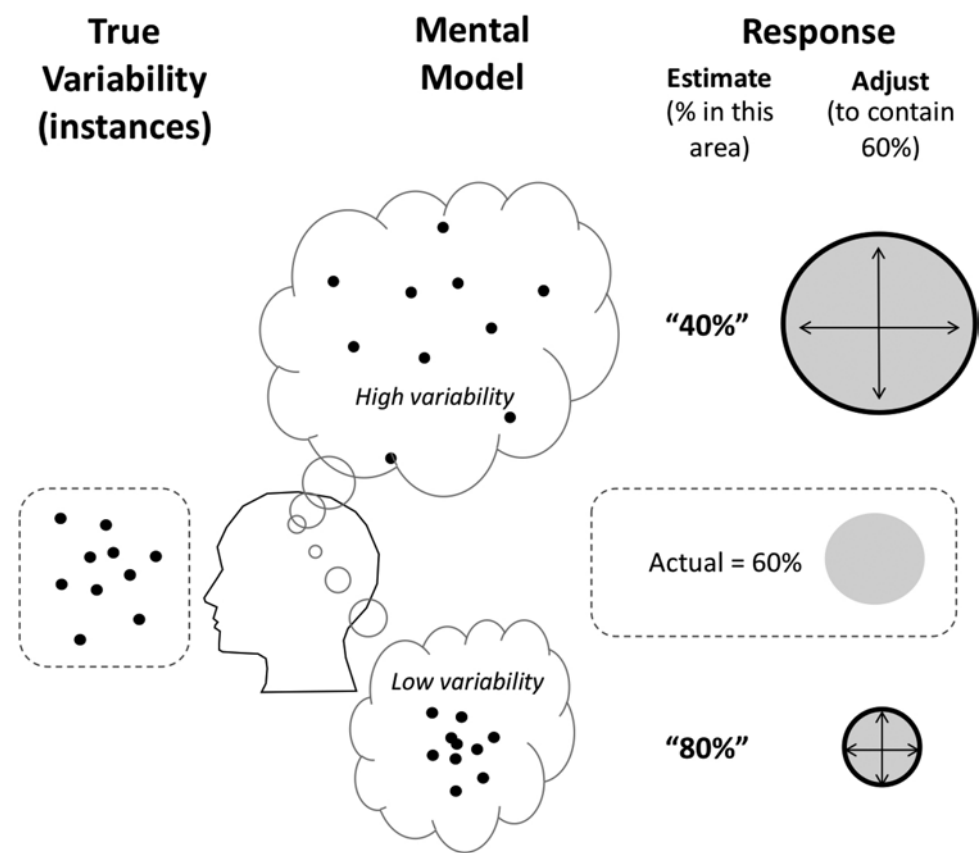 True
Variability
(instances)
Mental
Model
Response
Estimate
(% in this
area)
Adjust
(to contain
60%)
High variability
“40%”
Actual = 60%
Low variability
“80%”